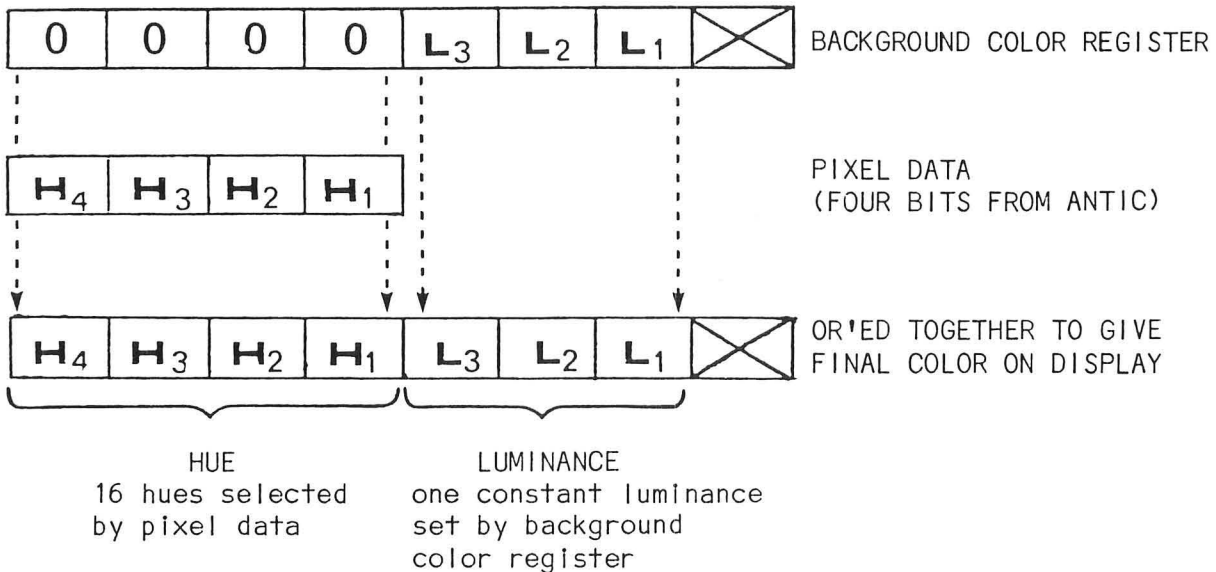 0 0 0 0 L3 L2 L1 BACKGROUND COLOR REGISTER
H4 H3 H2 H1 PIXEL DATA
(FOUR BITS FROM ANTIC)
H4 H3 H2 H1 L3 L2 L1 OR'ED TOGETHER TO GIVE
FINAL COLOR ON DISPLAY
HUE
16 hues selected
by pixel data
LUMINANCE
one constant luminance
set by background
color register